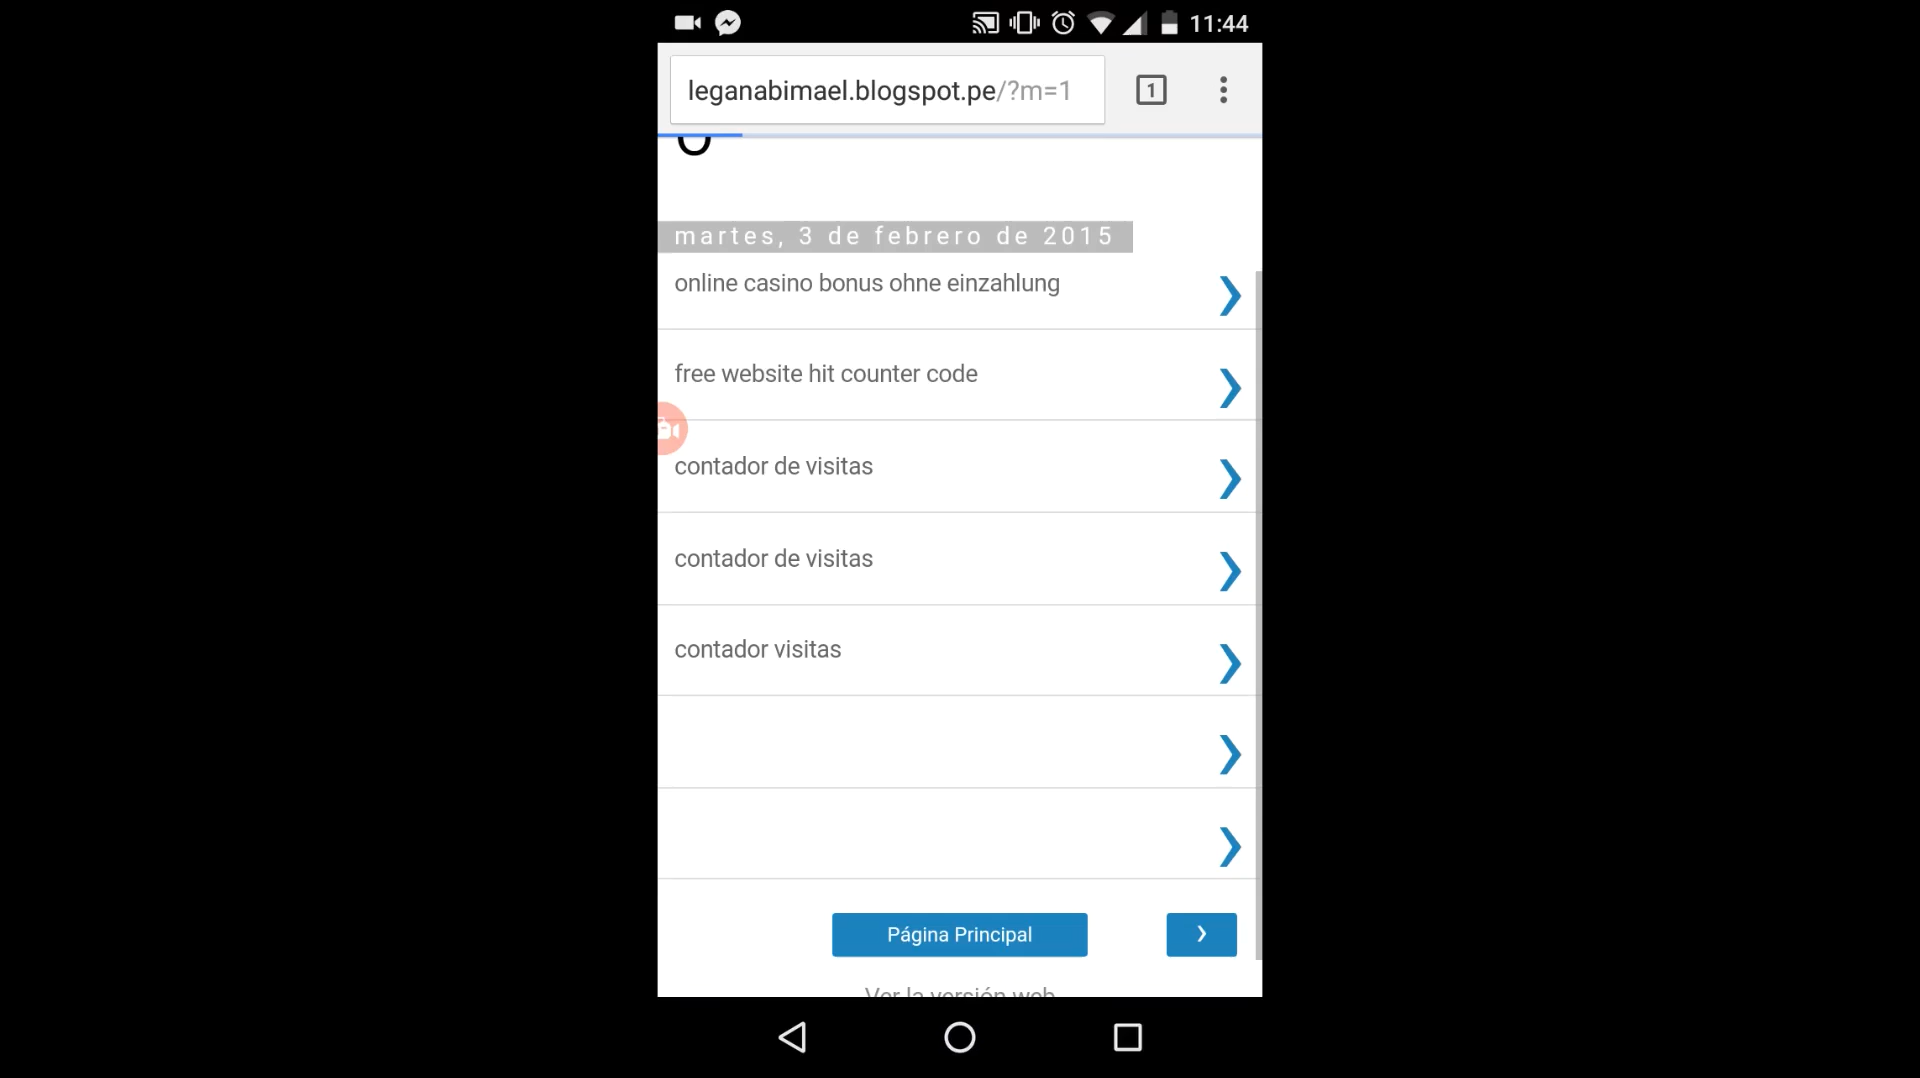 11:44
leganabimael.blogspot.pe/?m=1
1
martes, 3 de febrero de 2015
online casino bonus ohne einzahlung
free website hit counter code
contador de visitas
contador de visitas
contador visitas
Página Principal
Ver la versión web